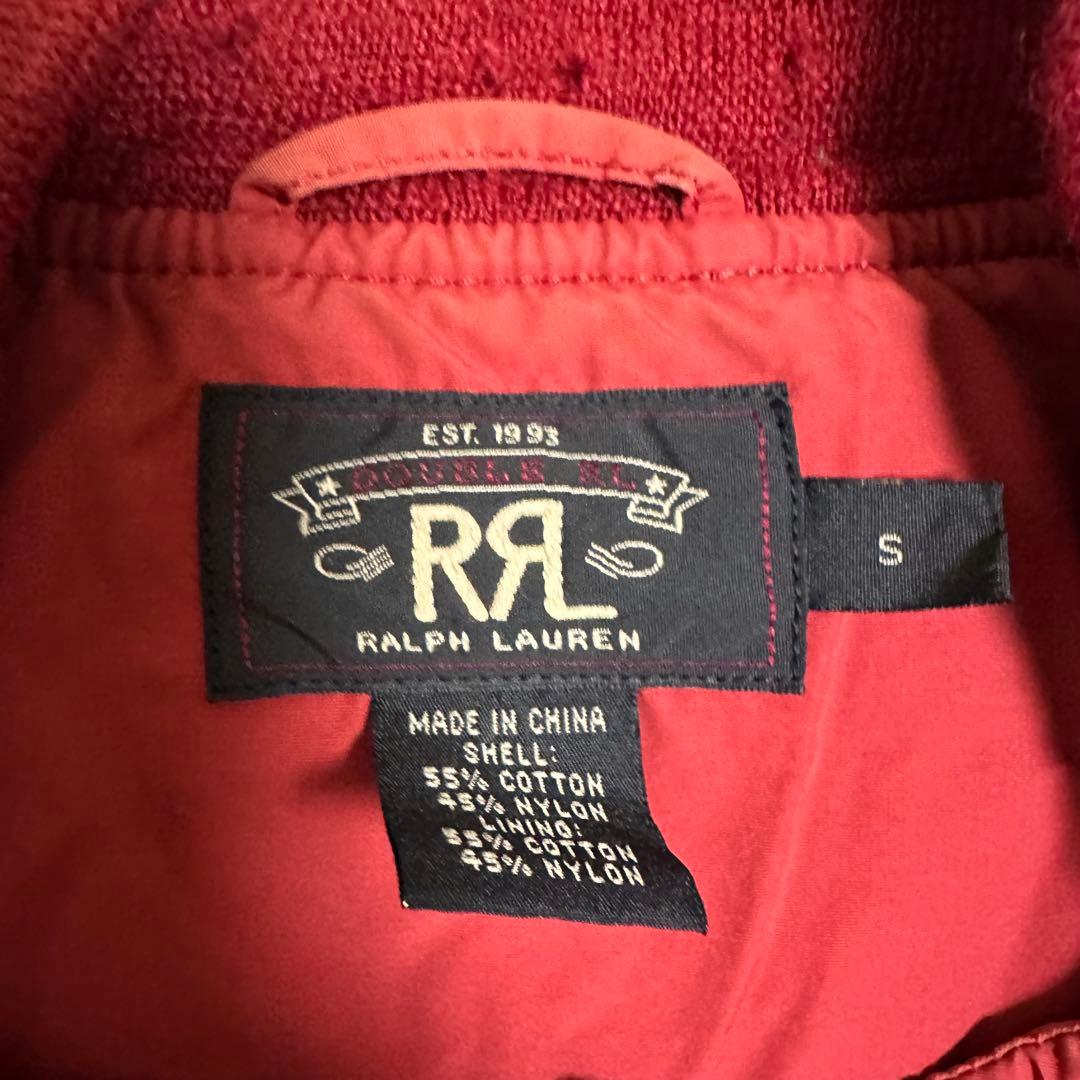 EST. 1993
DOUBLE RL
RRL
RALPH LAUREN
S
MADE IN CHINA
SHELL:
55% COTTON
45% NYLON
LINING:
55% COTTON
45% NYLON